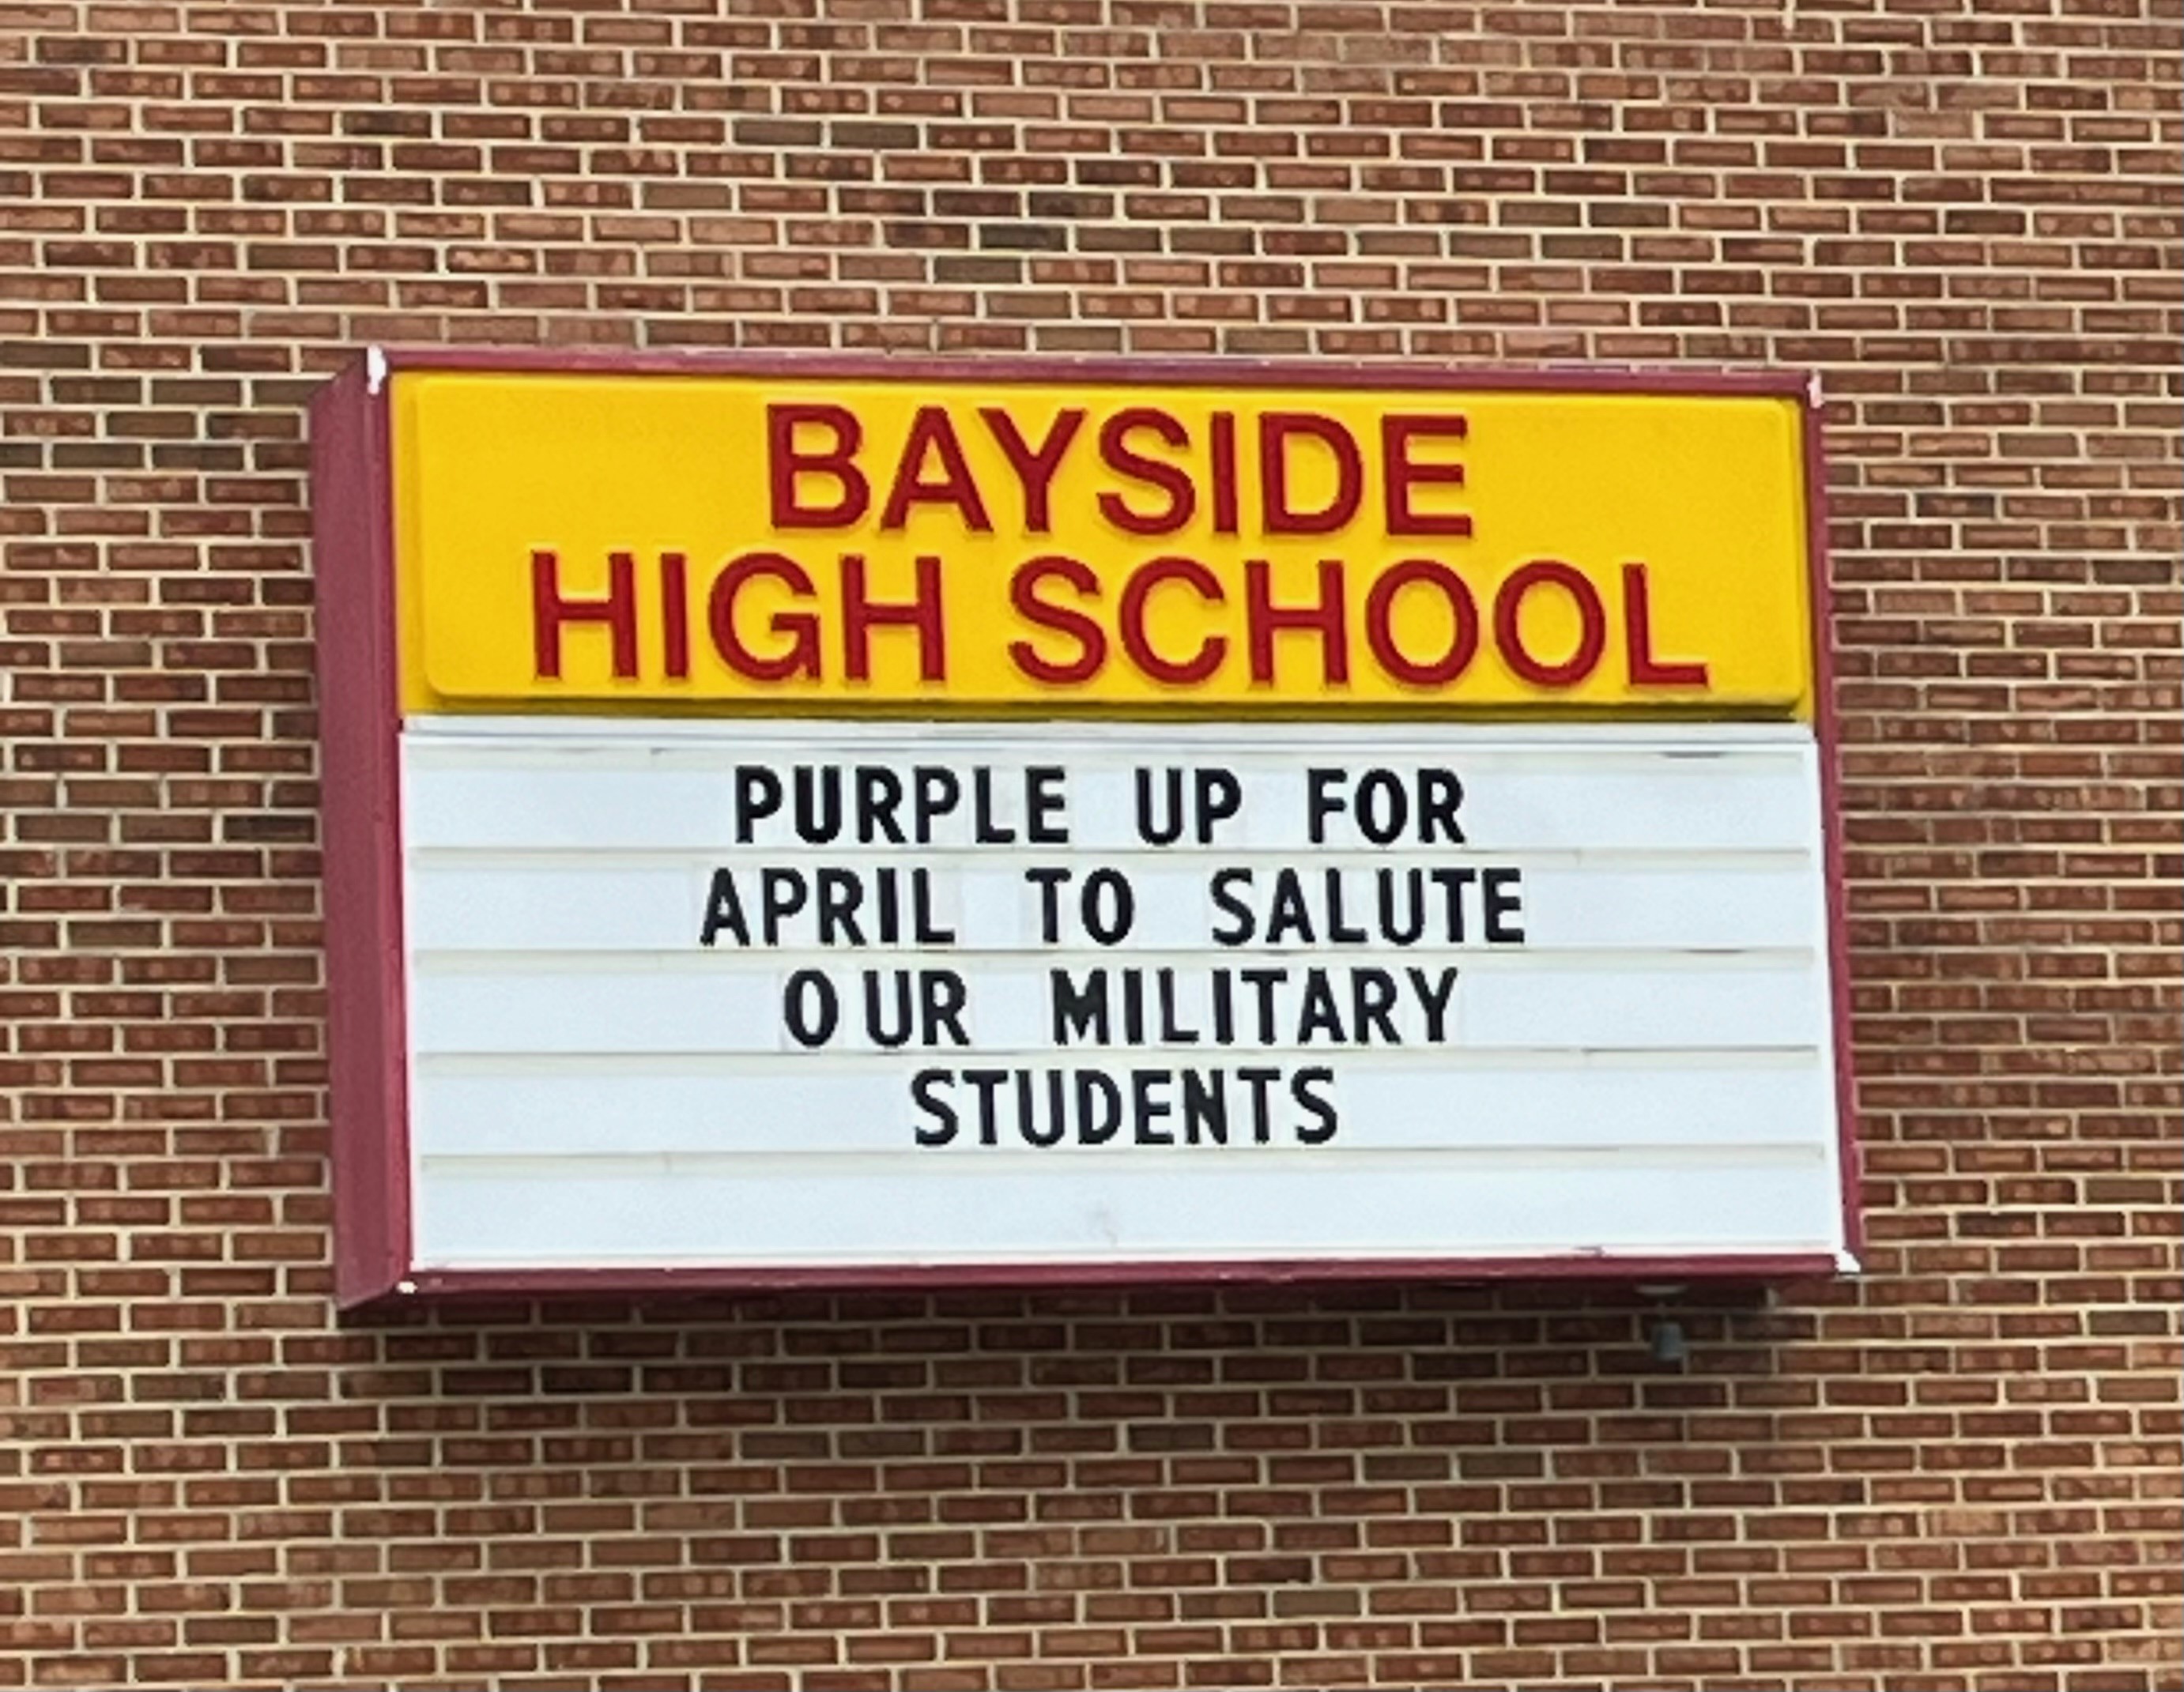 BAYSIDE
HIGH SCHOOL
PURPLE UP FOR
APRIL TO SALUTE
OUR MILITARY
STUDENTS